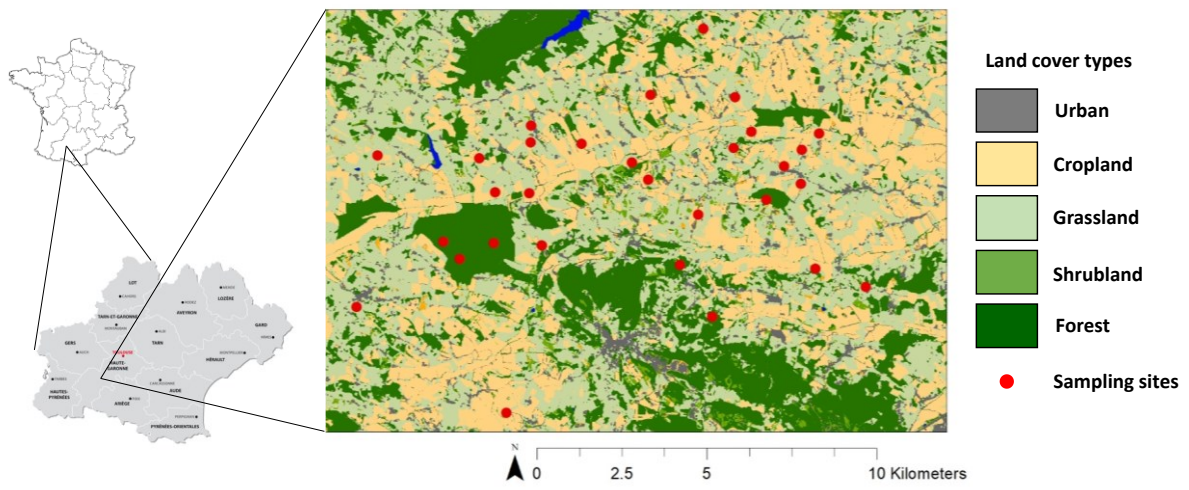 Land cover types
Urban
Cropland
Grassland
Shrubland
Forest
Sampling sites
LOT
LOZÈRE
AVEYRON
TARN-ET-GARONNE
GARD
GERS
TARN
TOULOUSE
HAUTE-
GARONNE
HÉRAULT
HAUTES-
PYRÉNÉES
AUDE
ARIÈGE
PYRÉNÉES-ORIENTALES
N
0 2.5 5 10 Kilometers